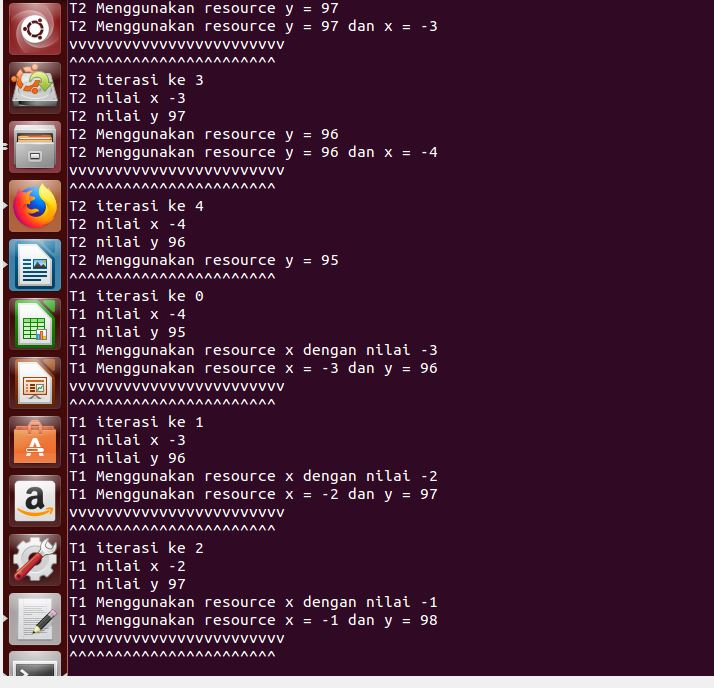 T2 Menggunakan resource y = 97
T2 Menggunakan resource y = 97 dan x = -3
vvvvvvvvvvvvvvvvvvvvvvvv
^^^^^^^^^^^^^^^^^^^^^^^
T2 iterasi ke 3
T2 nilai x -3
T2 nilai y 97
T2 Menggunakan resource y = 96
T2 Menggunakan resource y = 96 dan x = -4
vvvvvvvvvvvvvvvvvvvvvvvv
^^^^^^^^^^^^^^^^^^^^^^^
T2 iterasi ke 4
T2 nilai x -4
T2 nilai y 96
T2 Menggunakan resource y = 95
^^^^^^^^^^^^^^^^^^^^^^^
T1 iterasi ke 0
T1 nilai x -4
T1 nilai y 95
T1 Menggunakan resource x dengan nilai -3
T1 Menggunakan resource x = -3 dan y = 96
vvvvvvvvvvvvvvvvvvvvvvvv
^^^^^^^^^^^^^^^^^^^^^^^
T1 iterasi ke 1
T1 nilai x -3
T1 nilai y 96
T1 Menggunakan resource x dengan nilai -2
T1 Menggunakan resource x = -2 dan y = 97
vvvvvvvvvvvvvvvvvvvvvvvv
^^^^^^^^^^^^^^^^^^^^^^^
T1 iterasi ke 2
T1 nilai x -2
T1 nilai y 97
T1 Menggunakan resource x dengan nilai -1
T1 Menggunakan resource x = -1 dan y = 98
vvvvvvvvvvvvvvvvvvvvvvvv
^^^^^^^^^^^^^^^^^^^^^^^